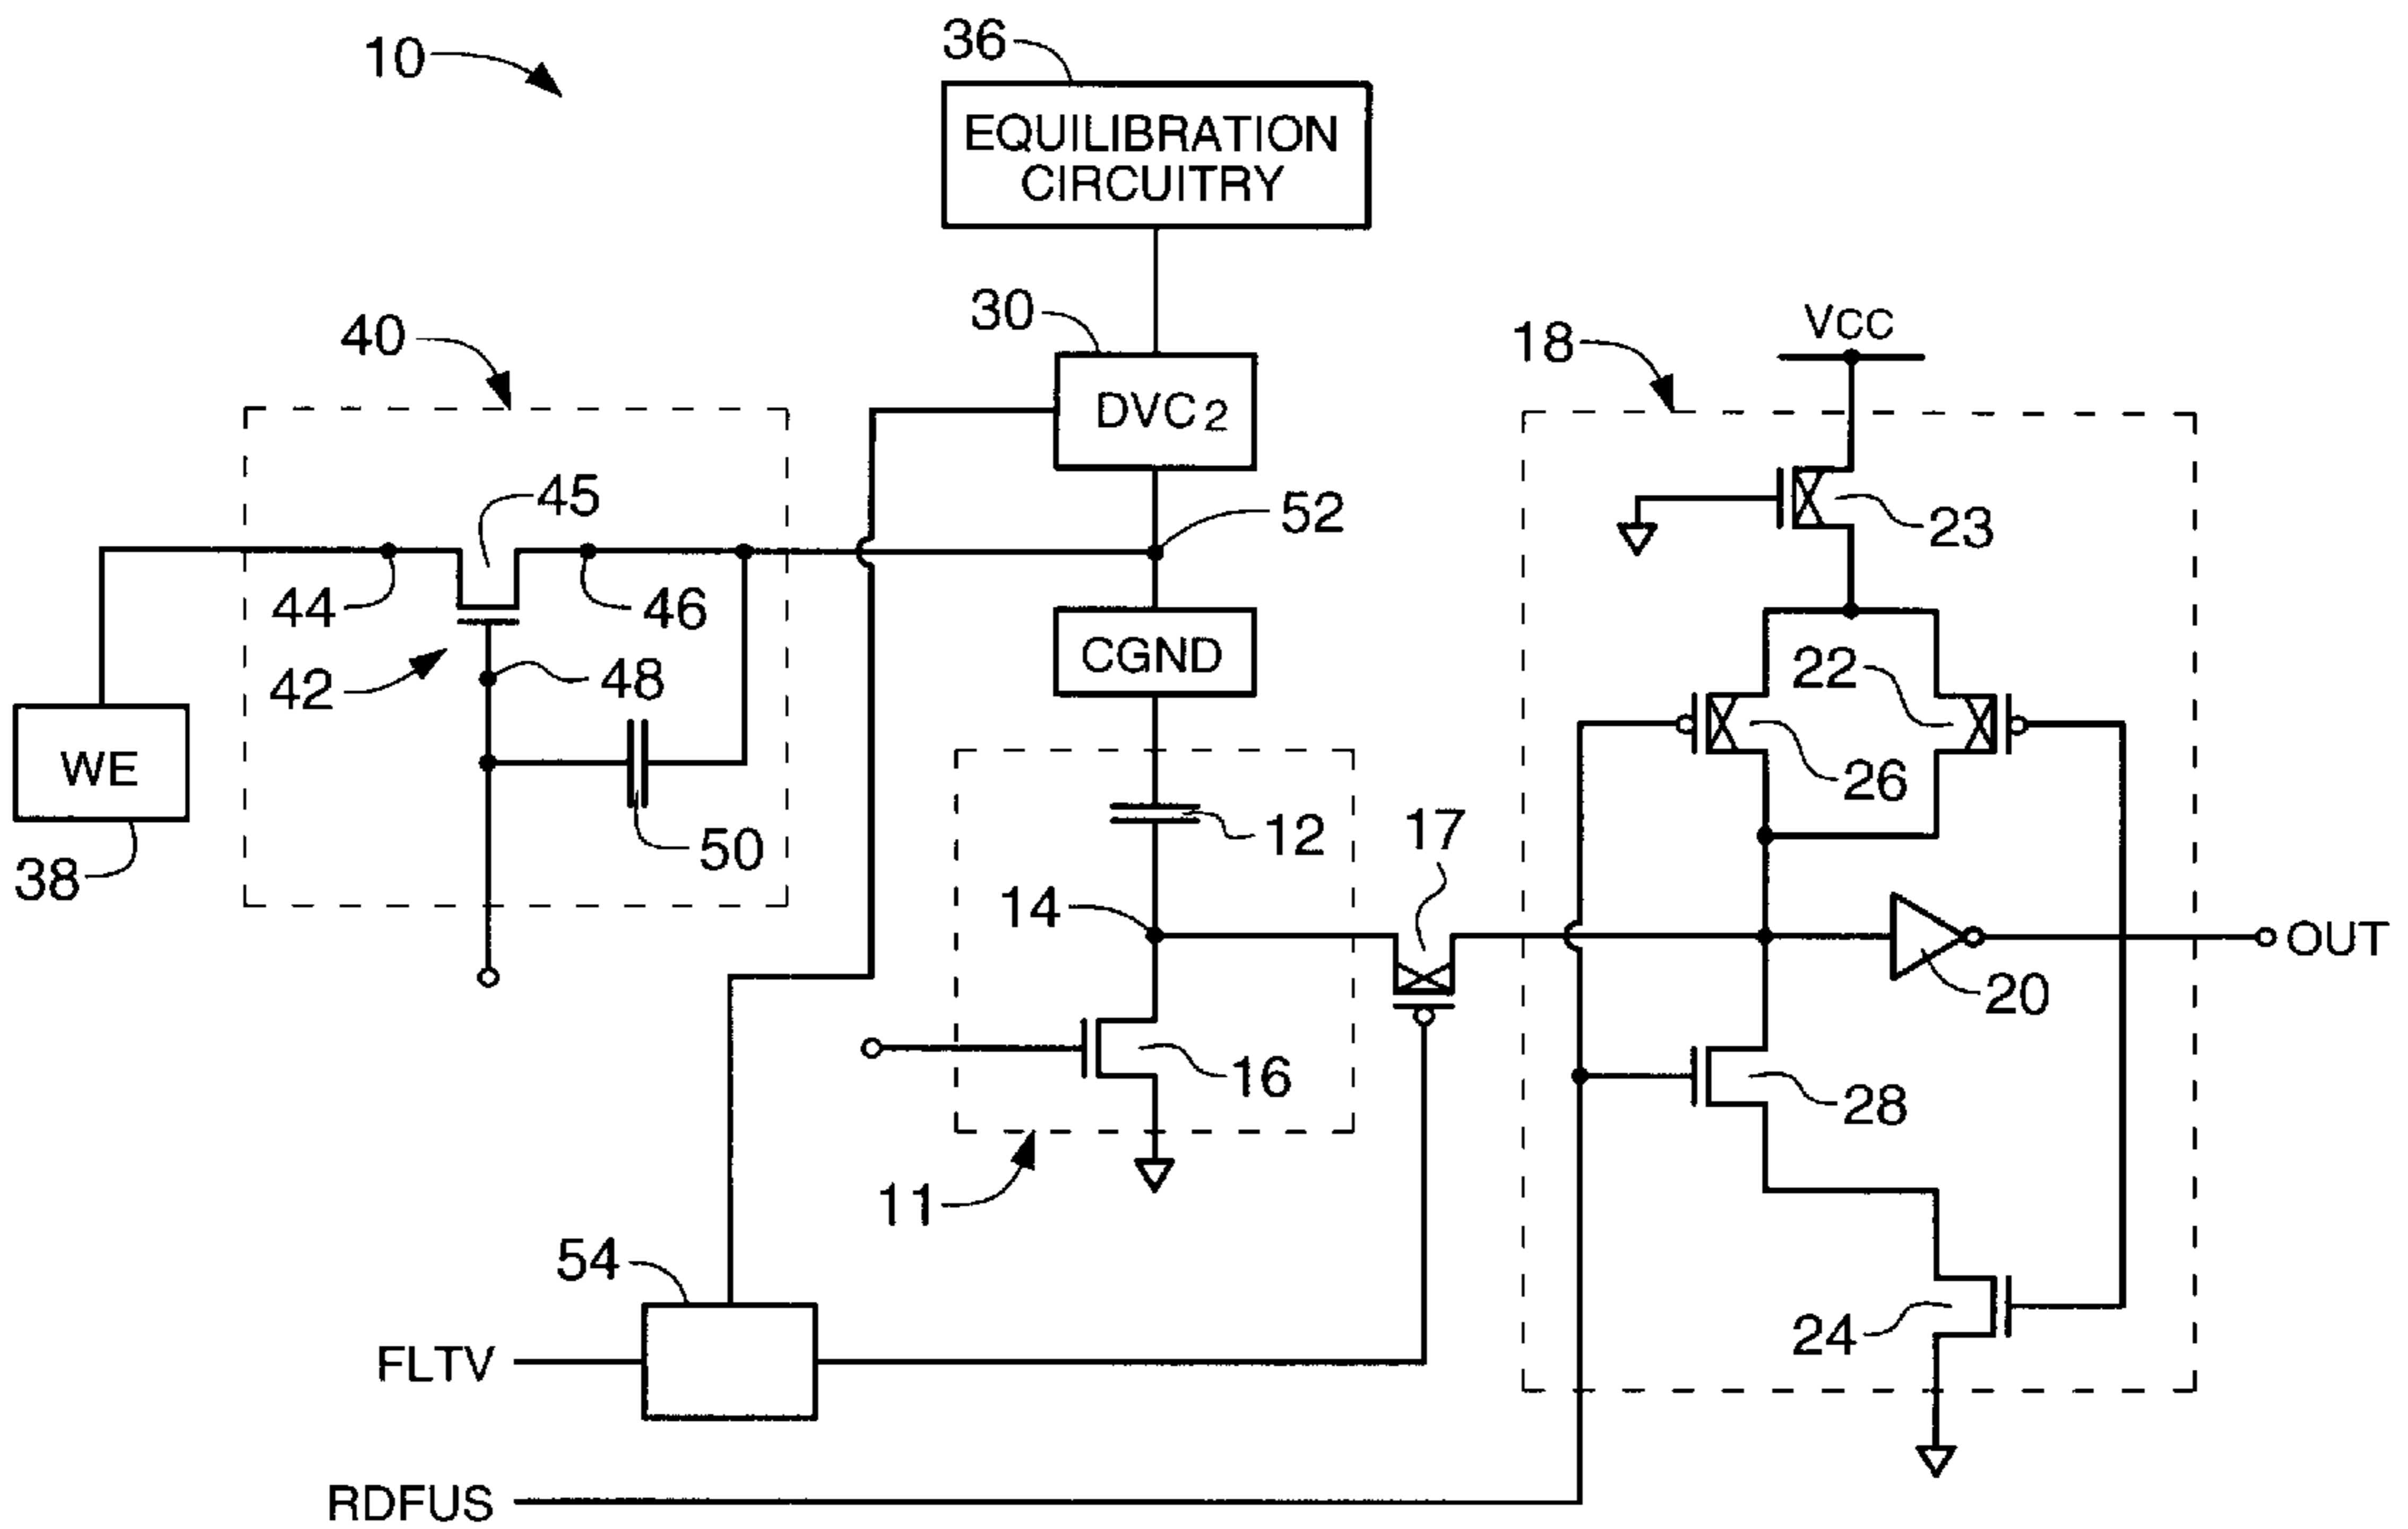 10
36
EQUILIBRATION
CIRCUITRY
30
DVC2
40
18
VCC
45
52
23
44
46
CGND
42
48
22
26
WE
38
50
12
17
14
OUT
20
16
28
11
54
24
FLTV
RDFUS